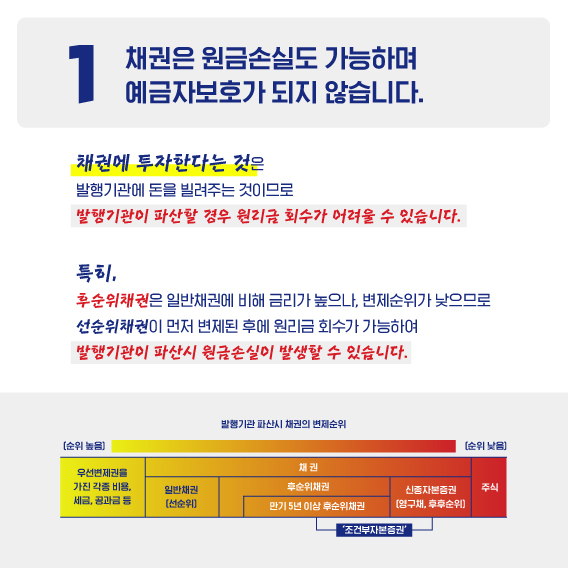 1
채권은 원금손실도 가능하며
예금자보호가 되지 않습니다.
채권에 투자한다는 것은
발행기관에 돈을 빌려주는 것이므로
발행기관이 파산할 경우 원리금 회수가 어려울 수 있습니다.
특히,
후순위채권은 일반채권에 비해 금리가 높으나, 변제순위가 낮으므로
선순위채권이 먼저 변제된 후에 원리금 회수가 가능하여
발행기관이 파산시 원금손실이 발생할 수 있습니다.
발행기관 파산시 채권의 변제순위
(순위 높음)
(순위 낮음)
우선변제권을
가진 각종 비용,
세금, 공과금 등
채 권
일반채권
(선순위)
후순위채권
만기 5년 이상 후순위채권
신종자본증권
(영구채, 후후순위)
주식
'조건부자본증권'